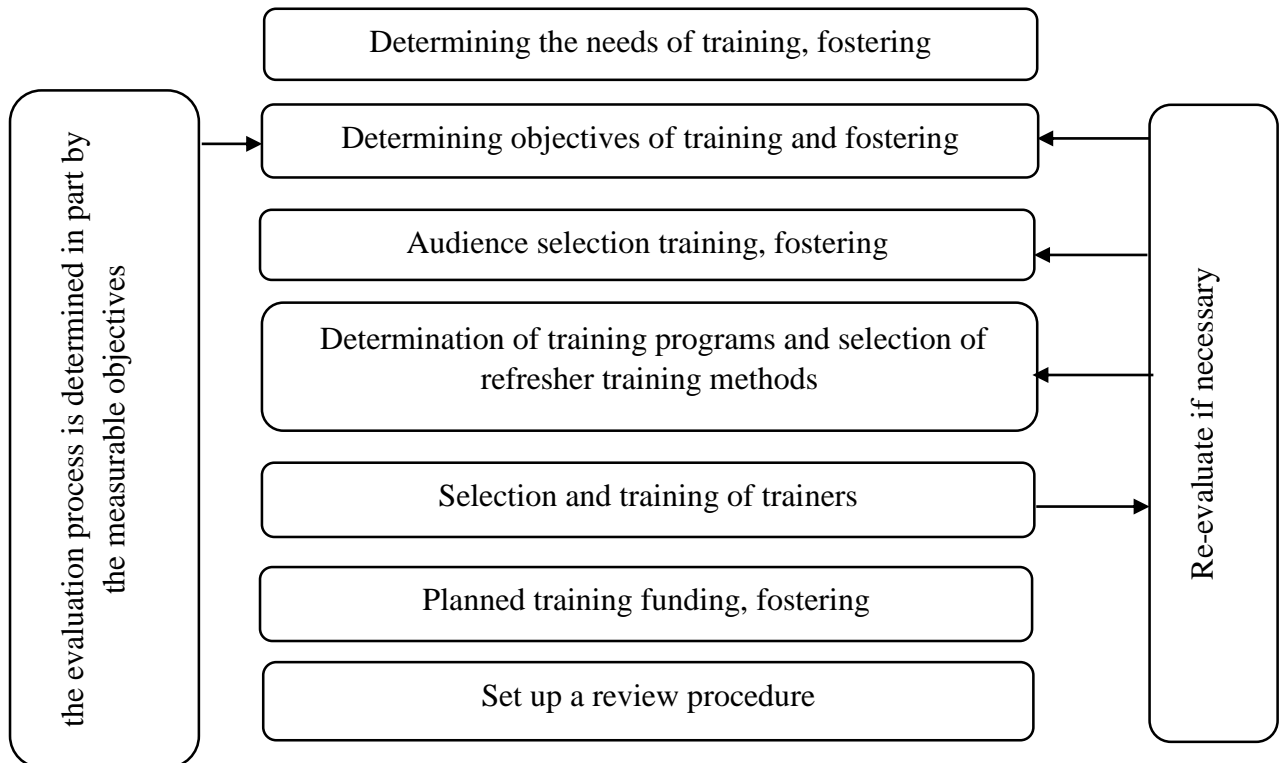 Determining the needs of training, fostering
the evaluation process is determined in part by
the measurable objectives
Determining objectives of training and fostering
Audience selection training, fostering
Determination of training programs and selection of
refresher training methods
Selection and training of trainers
Planned training funding, fostering
Set up a review procedure
Re-evaluate if necessary